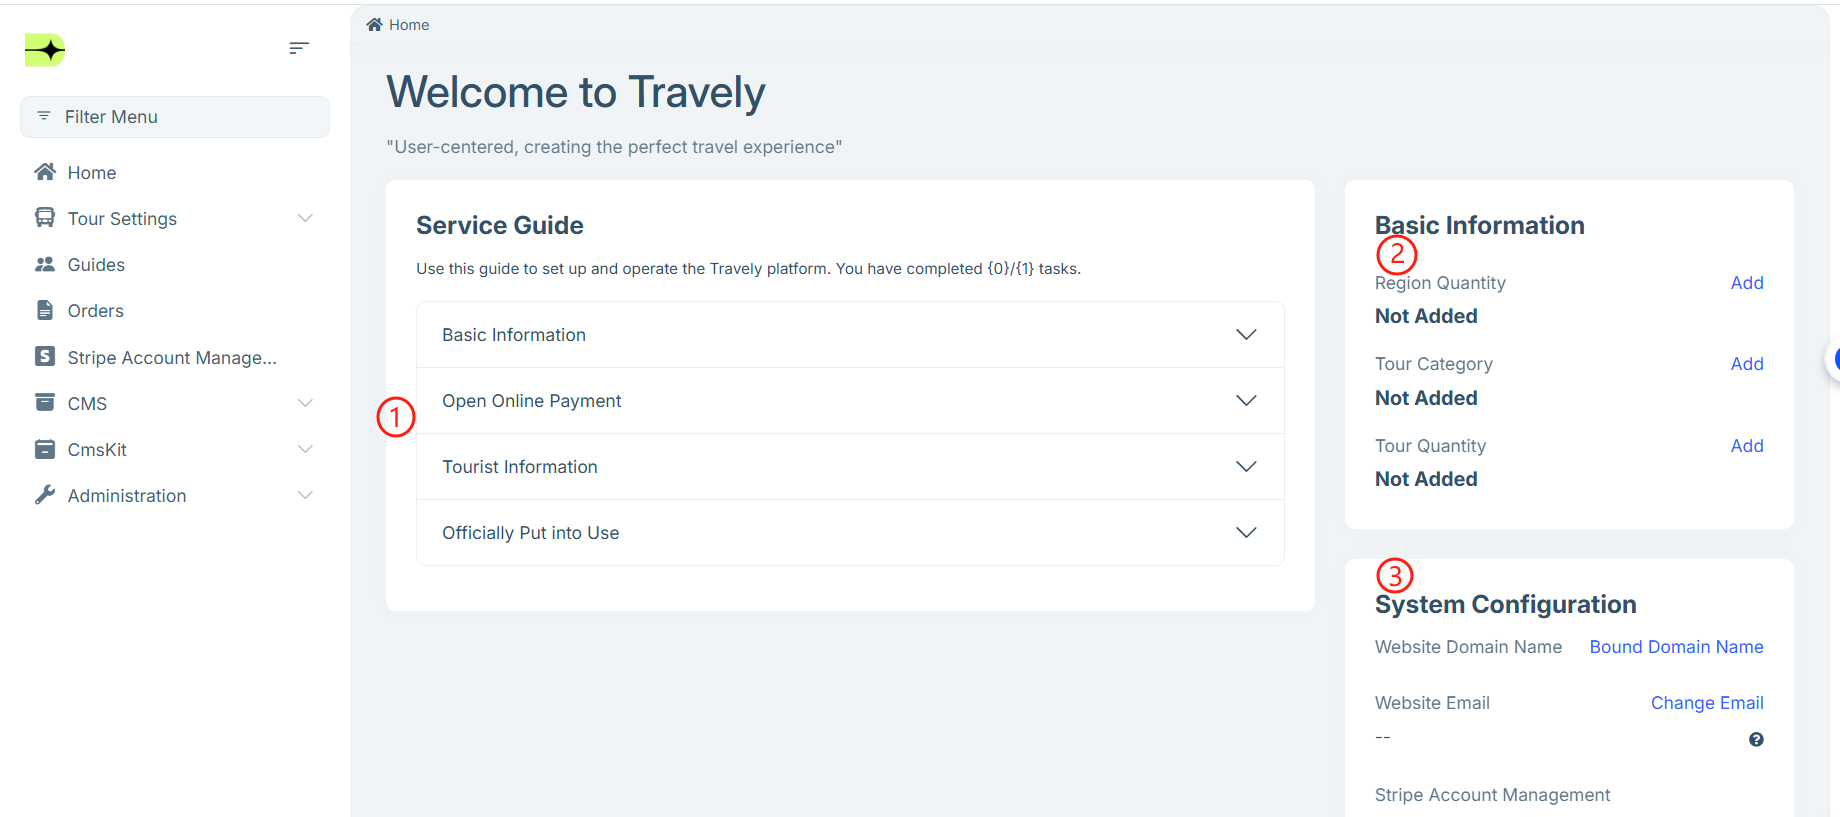 Home
Filter Menu
Home
Tour Settings
Guides
Orders
S Stripe Account Manage...
CMS
CmsKit
Administration
Welcome to Travely
"User-centered, creating the perfect travel experience"
Service Guide
Use this guide to set up and operate the Travely platform. You have completed {0}/{1} tasks.
Basic Information
Open Online Payment
1
Tourist Information
Officially Put into Use
Basic Information
2
Region Quantity Add
Not Added
Tour Category Add
Not Added
Tour Quantity Add
Not Added
3
System Configuration
Website Domain Name Bound Domain Name
Website Email Change Email
-- ?
Stripe Account Management